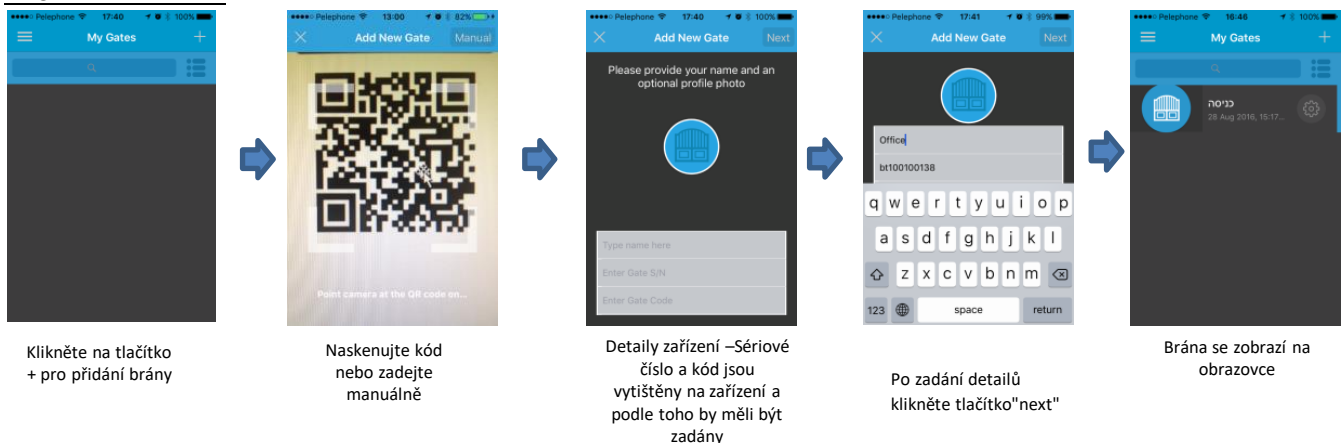 Pelephone 17:40 100%
My Gates
+
Pelephone 13:00 82%
Add New Gate Manual
Point camera at the QR code on...
Pelephone 17:40 100%
Add New Gate Next
Please provide your name and an
optional profile photo
Type name here
Enter Gate S/N
Enter Gate Code
Pelephone 17:41 99%
Add New Gate Next
Office
bt100100138
q w e r t y u i o p
a s d f g h j k l
z x c v b n m
123 space return
Pelephone 16:46 100%
My Gates
+
כניסה
28 Aug 2016, 15:17...
Klikněte na tlačítko
+ pro přidání brány
Naskenujte kód
nebo zadejte
manuálně
Detaily zařízení –Sériové
číslo a kód jsou
vytištěny na zařízení a
podle toho by měli být
zadány
Po zadání detailů
klikněte tlačítko"next"
Brána se zobrazí na
obrazovce